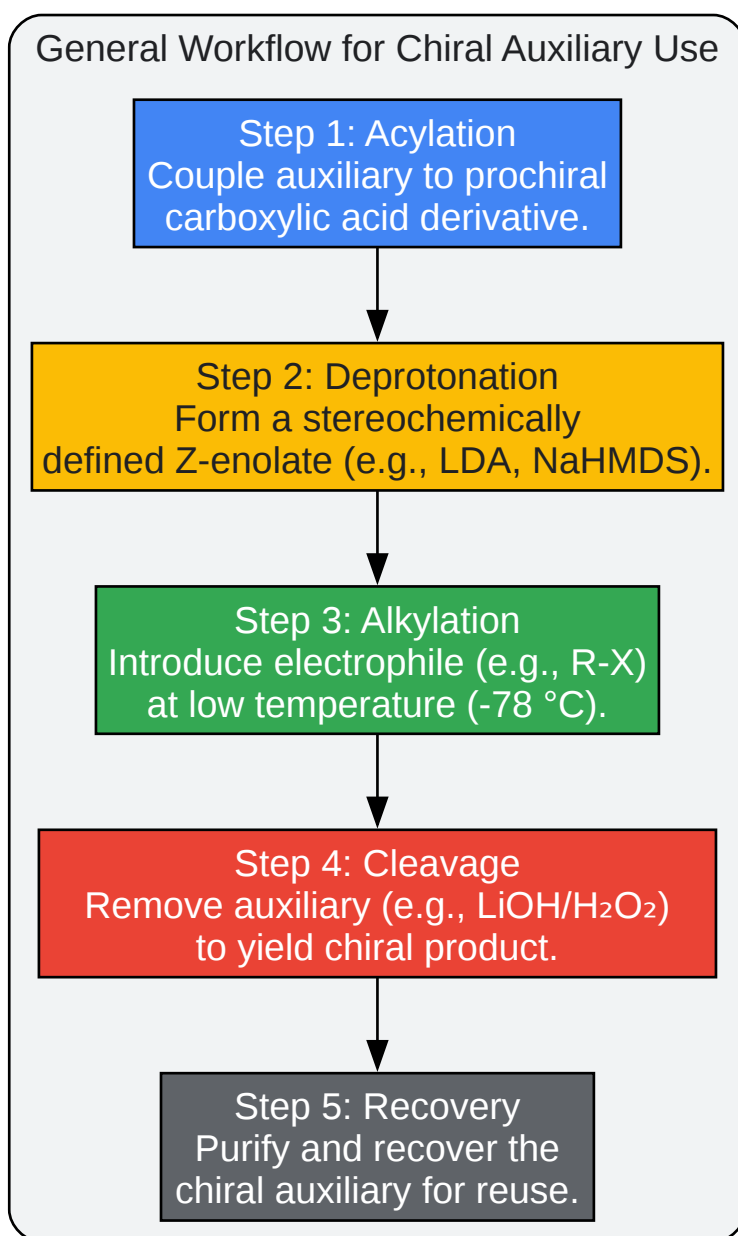 General Workflow for Chiral Auxiliary Use
Step 1: Acylation
Couple auxiliary to prochiral
carboxylic acid derivative.
Step 2: Deprotonation
Form a stereochemically
defined Z-enolate (e.g., LDA, NaHMDS).
Step 3: Alkylation
Introduce electrophile (e.g., R-X)
at low temperature (-78 °C).
Step 4: Cleavage
Remove auxiliary (e.g., LiOH/H₂O₂)
to yield chiral product.
Step 5: Recovery
Purify and recover the
chiral auxiliary for reuse.